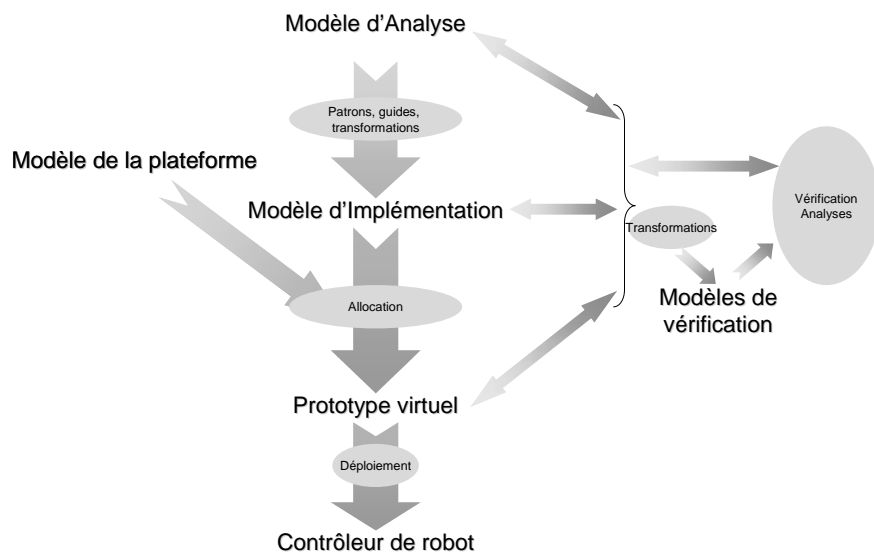 Modèle d'Analyse
Patrons, guides,
transformations
Modèle de la plateforme
Modèle d'Implémentation
Transformations
Vérification
Analyses
Modèles de
vérification
Allocation
Prototype virtuel
Déploiement
Contrôleur de robot